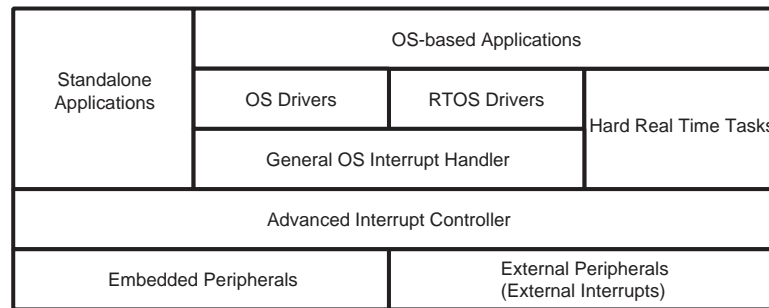 OS-based Applications
Standalone
Applications
OS Drivers
RTOS Drivers
Hard Real Time Tasks
General OS Interrupt Handler
Advanced Interrupt Controller
Embedded Peripherals
External Peripherals
(External Interrupts)